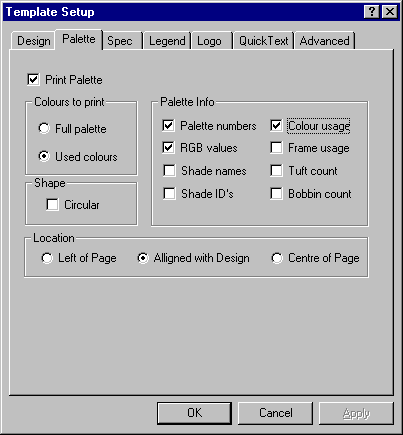 Template Setup
Design Palette Spec Legend Logo QuickText Advanced
Print Palette
Colours to print
Full palette
Used colours
Shape
Circular
Palette Info
Palette numbers
Colour usage
RGB values
Frame usage
Shade names
Tuft count
Shade ID's
Bobbin count
Location
Left of Page
Alligned with Design
Centre of Page
OK
Cancel
Apply